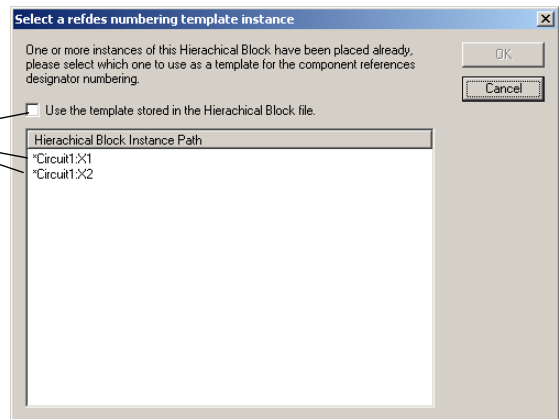 Select a refdes numbering template instance
One or more instances of this Hierachical Block have been placed already,
please select which one to use as a template for the component references
designator numbering.
OK
Cancel
Use the template stored in the Hierachical Block file.
Hierachical Block Instance Path
*Circuit1:X1
*Circuit1:X2